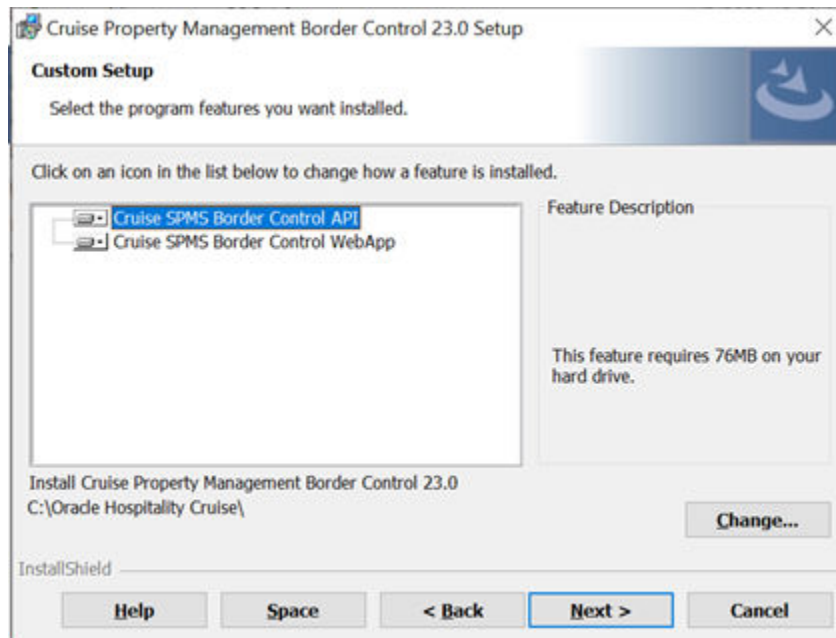 Cruise Property Management Border Control 23.0 Setup
Custom Setup
Select the program features you want installed.
Click on an icon in the list below to change how a feature is installed.
Cruise SPMS Border Control API
Cruise SPMS Border Control WebApp
Feature Description
This feature requires 76MB on your
hard drive.
Install Cruise Property Management Border Control 23.0
C:\Oracle Hospitality Cruise\
Change...
InstallShield
Help
Space
< Back
Next >
Cancel